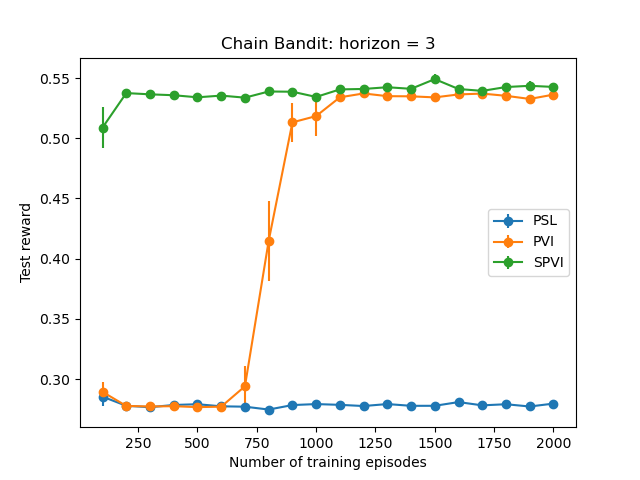 Chain Bandit: horizon = 3
Test reward
0.55
0.50
0.45
0.40
0.35
0.30
PSL
PVI
SPVI
250 500 750 1000 1250 1500 1750 2000
Number of training episodes